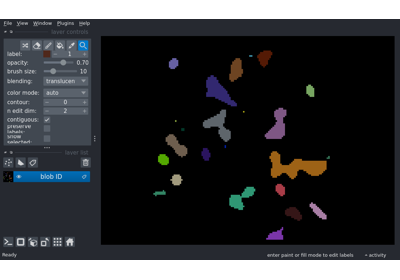 File View Window Plugins Help
layer controls
label: 1
opacity: 0.70
brush size: 10
blending: translucen
color mode: auto
contour: 0
n edit dim: 2
contiguous:
preserve
labels:
show
selected:
layer list
blob ID
Ready
enter paint or fill mode to edit labels
activity